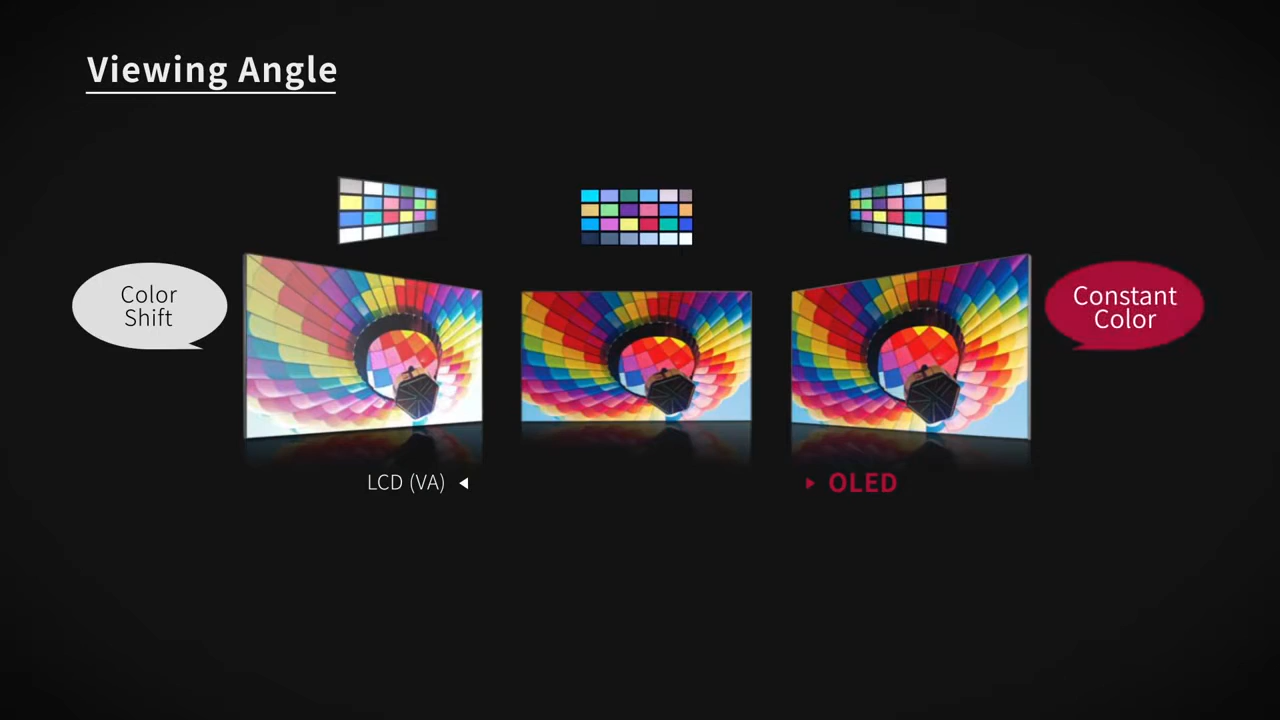 Viewing Angle
Color
Shift
Constant
Color
LCD (VA)
OLED